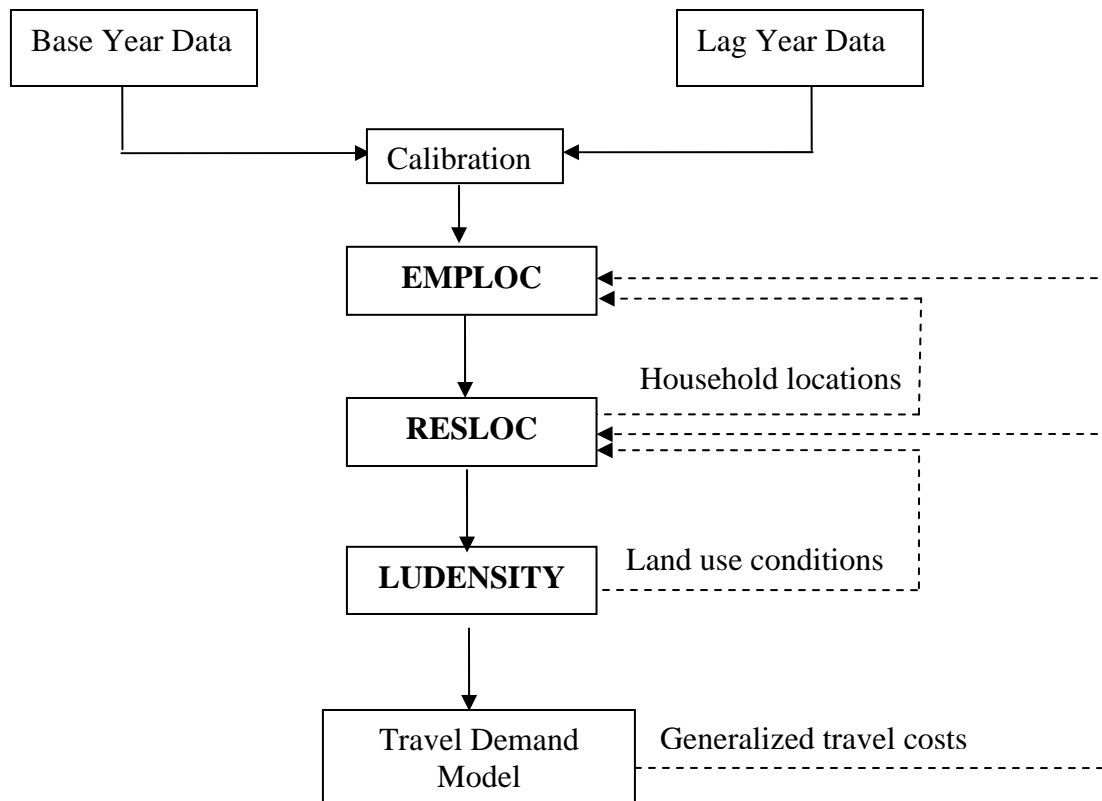 Base Year Data
Lag Year Data
Calibration
EMPLOC
Household locations
RESLOC
Land use conditions
LUDENSITY
Travel Demand
Model
Generalized travel costs